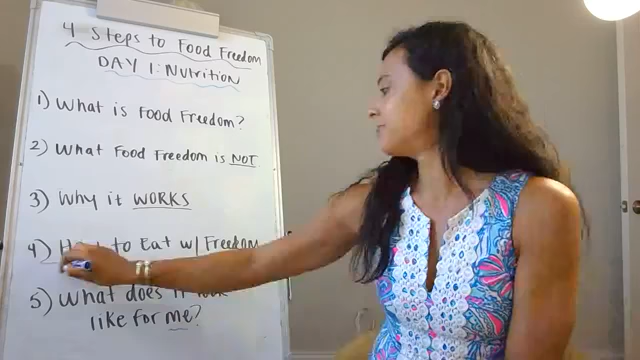 4 Steps to Food Freedom
DAY 1: Nutrition
1) What is Food Freedom?
2) What Food Freedom is NOT
3) Why it WORKS
4) to Eat w/ Freedom
5) What does it
like for me?